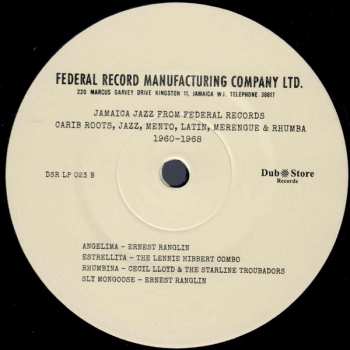 FEDERAL RECORD MANUFACTURING COMPANY LTD.
220 MARCUS GARVEY DRIVE KINGSTON 11, JAMAICA W.I. TELEPHONE 38817
JAMAICA JAZZ FROM FEDERAL RECORDS
CARIB ROOTS, JAZZ, MENTO, LATIN, MERENGUE & RHUMBA
1960-1968
DSR LP 023 B
Dub Store
Records
ANGELIMA - ERNEST RANGLIN
ESTRELLITA - THE LENNIE HIBBERT COMBO
RHUMBINA - CECIL LLOYD & THE STARLINE TROUBADORS
SLY MONGOOSE - ERNEST RANGLIN